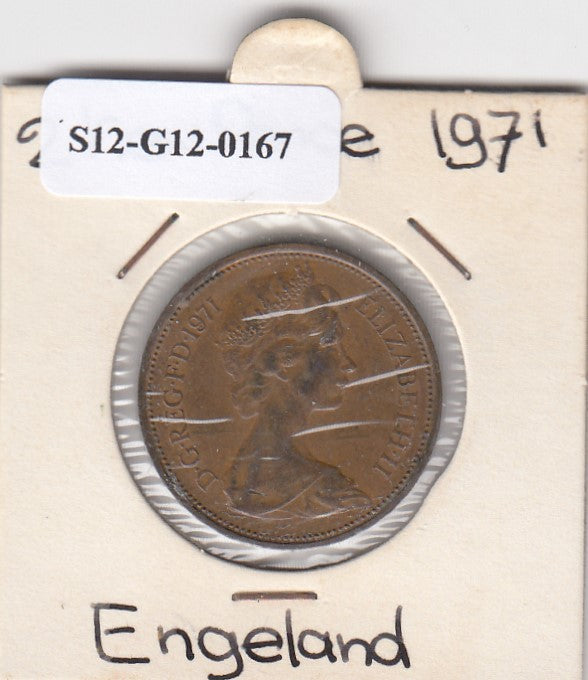 S12-G12-0167
1971
D·G·REG·F·D·1971
ELIZABETH·II
Engeland